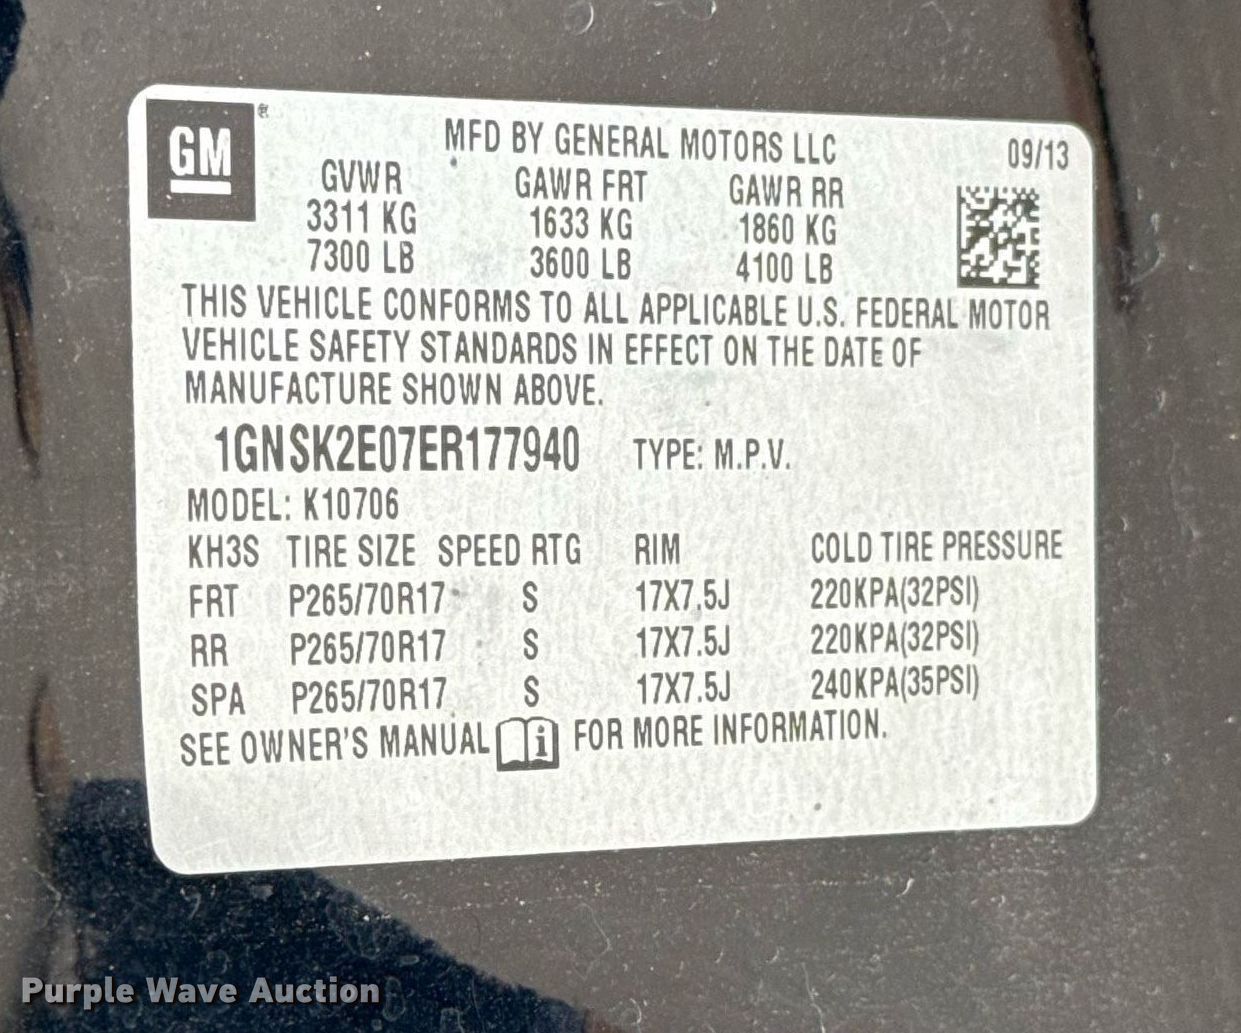 GM ®
MFD BY GENERAL MOTORS LLC 09/13
GVWR GAWR FRT GAWR RR
3311 KG 1633 KG 1860 KG
7300 LB 3600 LB 4100 LB
THIS VEHICLE CONFORMS TO ALL APPLICABLE U.S. FEDERAL MOTOR
VEHICLE SAFETY STANDARDS IN EFFECT ON THE DATE OF
MANUFACTURE SHOWN ABOVE.
1GNSK2E07ER177940 TYPE: M.P.V.
MODEL: K10706
KH3S TIRE SIZE SPEED RTG RIM COLD TIRE PRESSURE
FRT P265/70R17 S 17X7.5J 220KPA(32PSI)
RR P265/70R17 S 17X7.5J 220KPA(32PSI)
SPA P265/70R17 S 17X7.5J 240KPA(35PSI)
SEE OWNER'S MANUAL i FOR MORE INFORMATION.
Purple Wave Auction